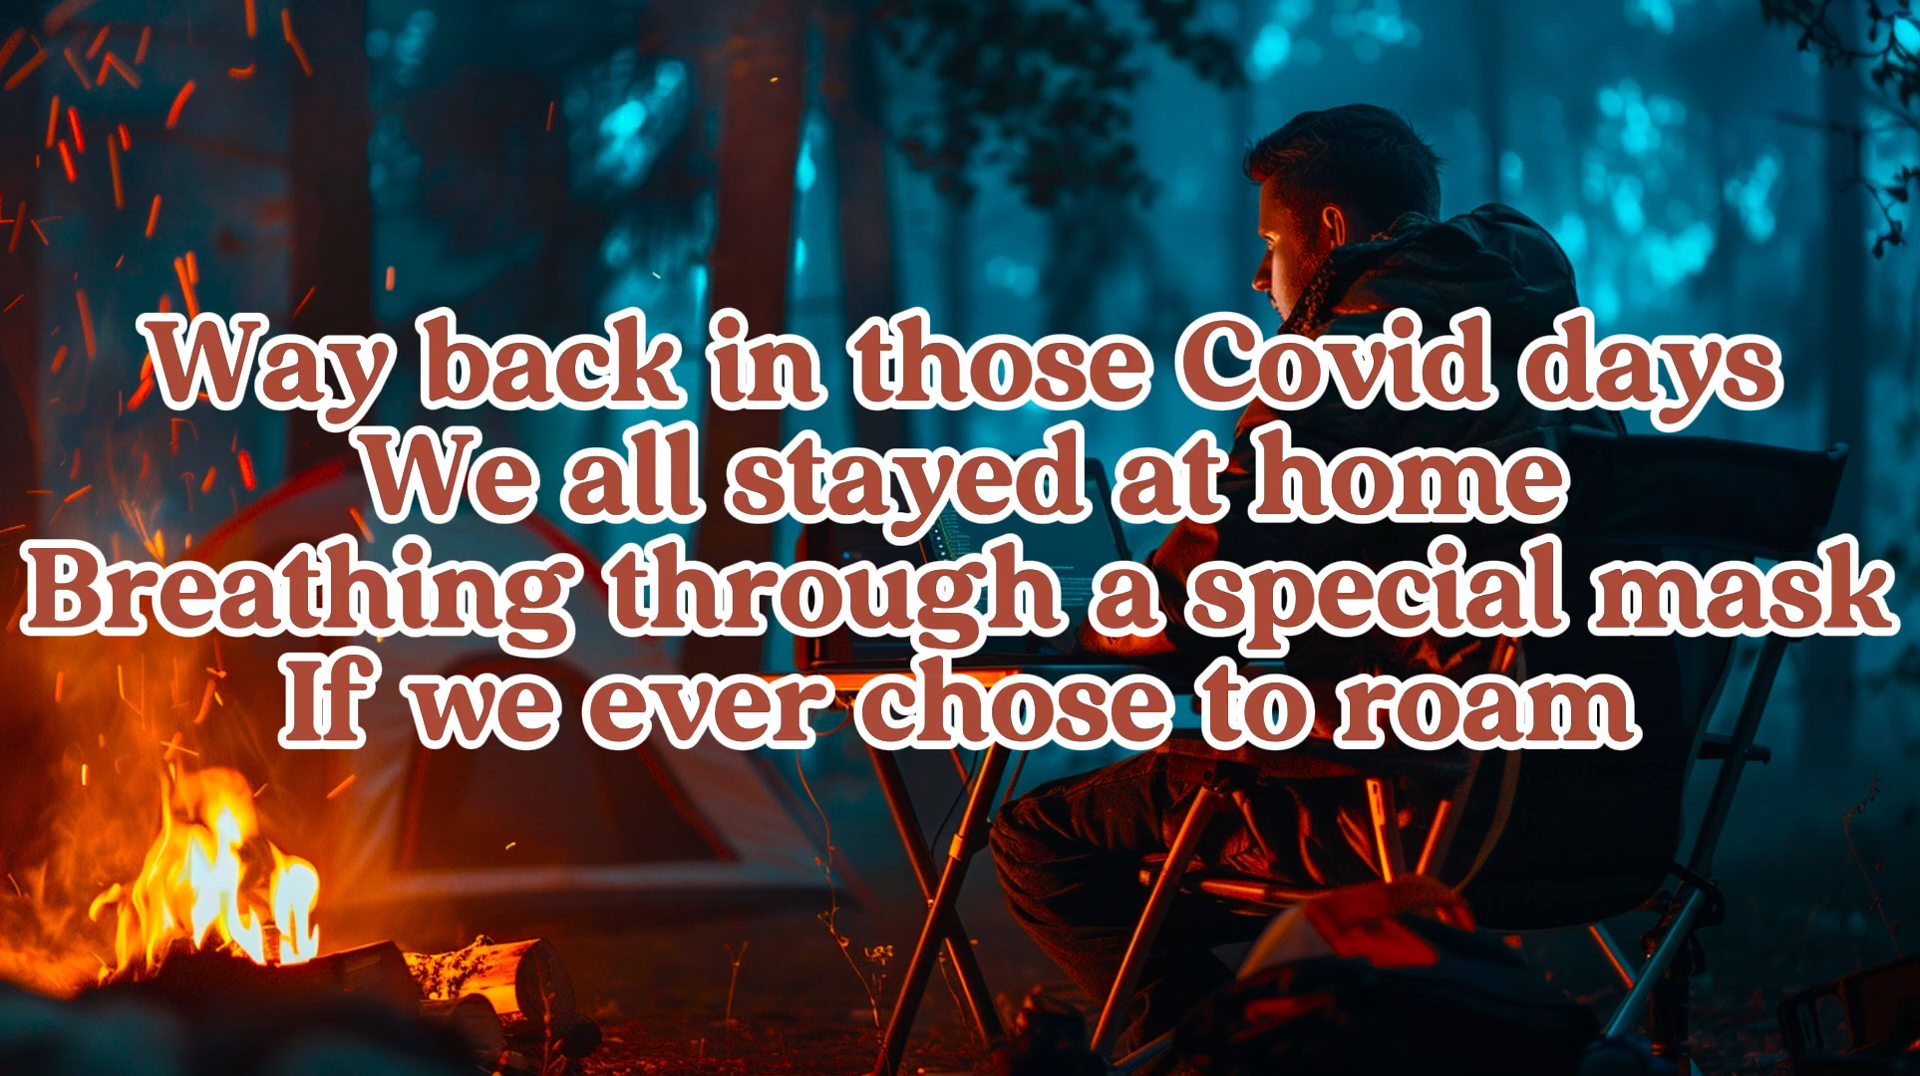 Way back in those Covid days
We all stayed at home
Breathing through a special mask
If we ever chose to roam